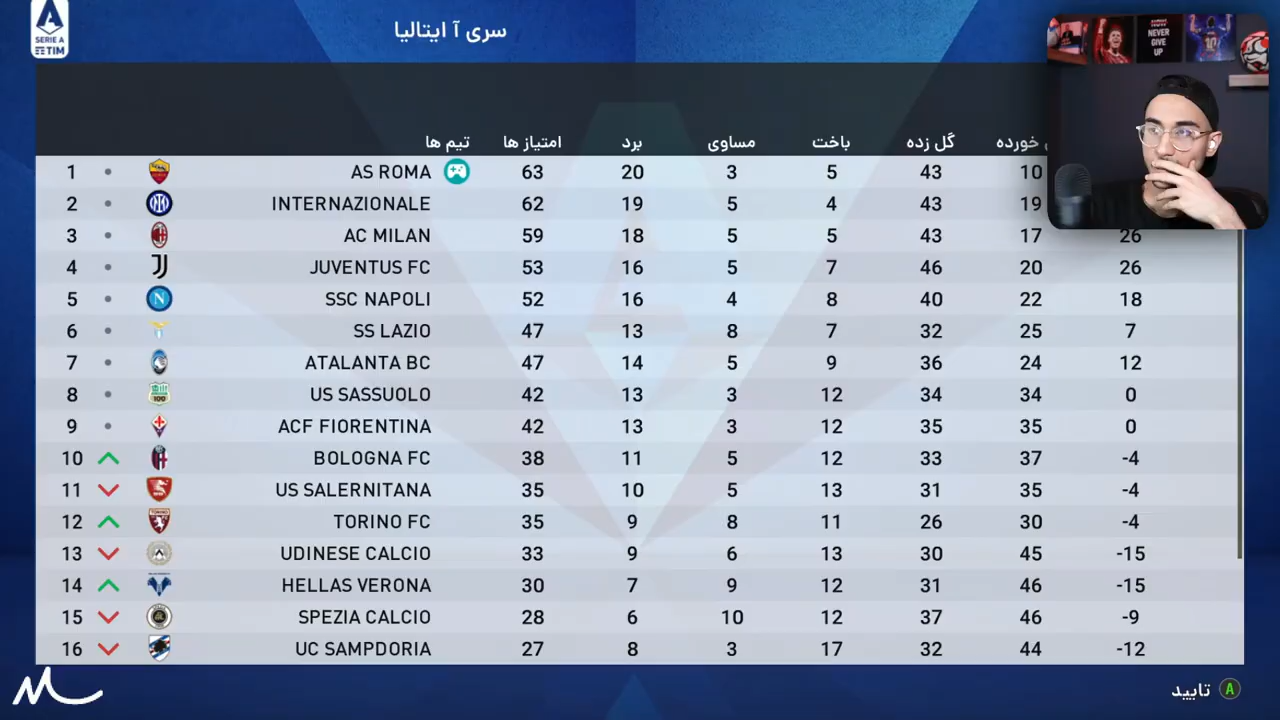 SERIE A
TIM
سری آ ایتالیا
NEVER
GIVE
UP
10
تیم ها امتیاز ها برد مساوی باخت گل زده خورده
1 AS ROMA 63 20 3 5 43 10
2 INTERNAZIONALE 62 19 5 4 43 19
3 AC MILAN 59 18 5 5 43 17 26
4 JUVENTUS FC 53 16 5 7 46 20 26
5 SSC NAPOLI 52 16 4 8 40 22 18
6 SS LAZIO 47 13 8 7 32 25 7
7 ATALANTA BC 47 14 5 9 36 24 12
8 US SASSUOLO 42 13 3 12 34 34 0
9 ACF FIORENTINA 42 13 3 12 35 35 0
10 BOLOGNA FC 38 11 5 12 33 37 -4
11 US SALERNITANA 35 10 5 13 31 35 -4
12 TORINO FC 35 9 8 11 26 30 -4
13 UDINESE CALCIO 33 9 6 13 30 45 -15
14 HELLAS VERONA 30 7 9 12 31 46 -15
15 SPEZIA CALCIO 28 6 10 12 37 46 -9
16 UC SAMPDORIA 27 8 3 17 32 44 -12
تایید A